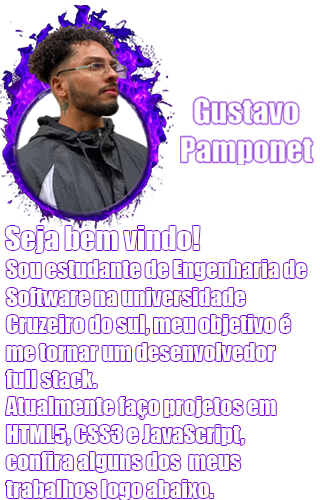 Gustavo
Pamponet
Seja bem vindo!
Sou estudante de Engenharia de
Software na universidade
Cruzeiro do sul, meu objetivo é
me tornar um desenvolvedor
full stack.
Atualmente faço projetos em
HTML5, CSS3 e JavaScript,
confira alguns dos meus
trabalhos logo abaixo.